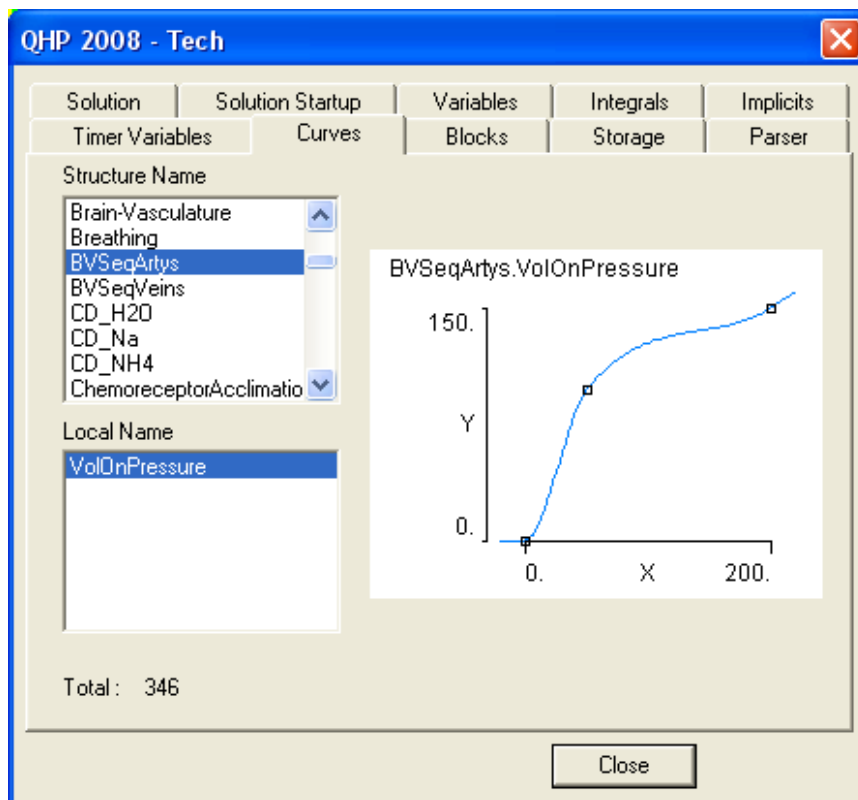 QHP 2008 - Tech
Solution Solution Startup Variables Integrals Implicits
Timer Variables Curves Blocks Storage Parser
Structure Name
Brain-Vasculature
Breathing
BVSeqArtys
BVSeqVeins
CD_H2O
CD_Na
CD_NH4
ChemoreceptorAcclimatio
Local Name
VolOnPressure
BVSeqArtys.VolOnPressure
150.
Y
0.
0. X 200.
Total : 346
Close